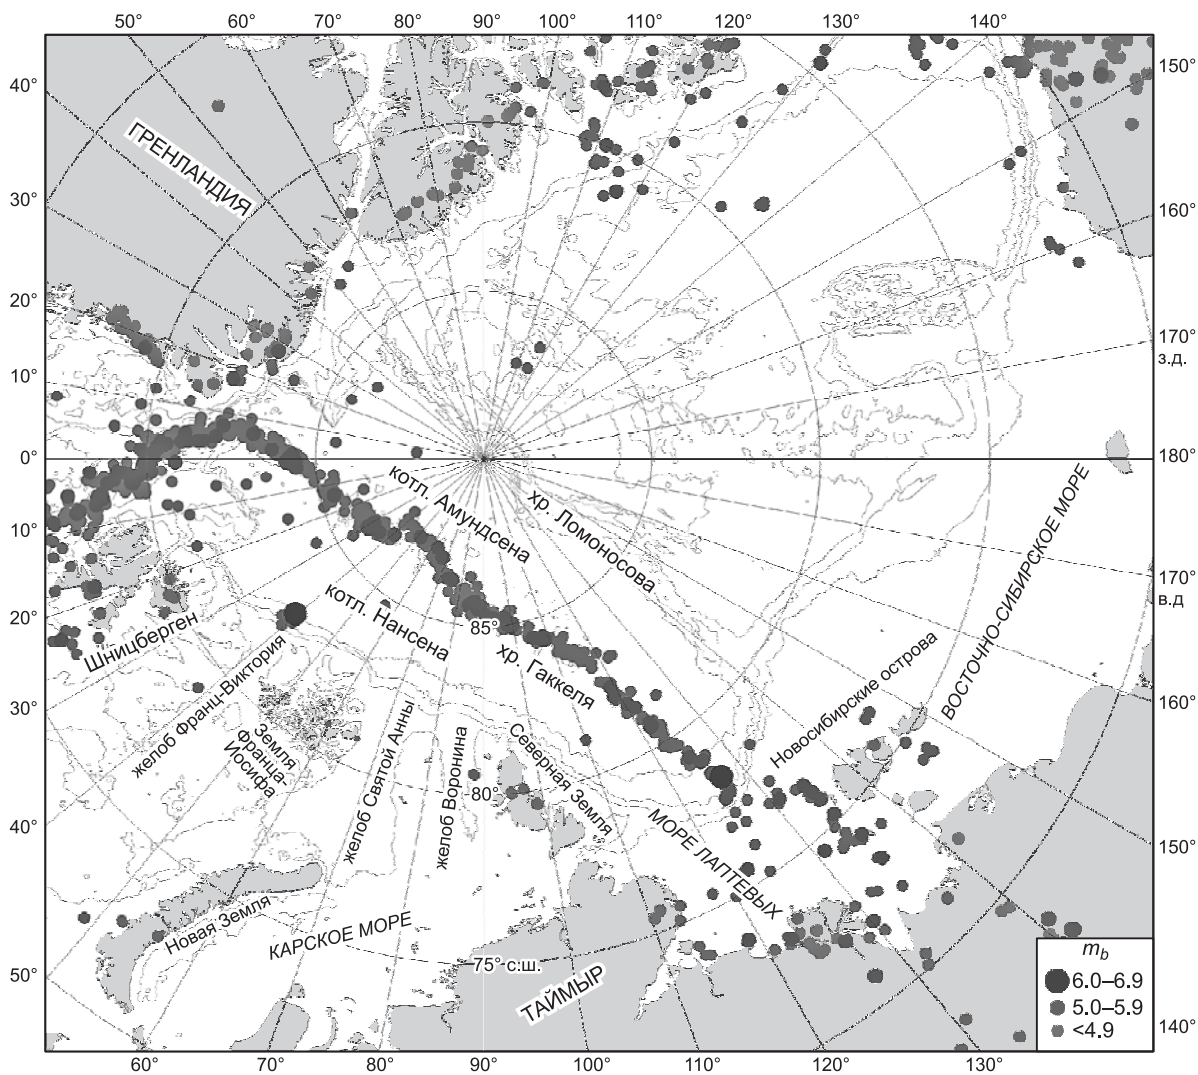 50° 60° 70° 80° 90° 100° 110° 120° 130° 140°
40°
30°
20°
10°
0°
10°
20°
30°
40°
50°
150°
160°
170°
з.д.
180°
170°
в.д
160°
150°
140°
ГРЕНЛАНДИЯ
котл. Амундсена
хр. Ломоносова
котл. Нансена
85°
хр. Гаккеля
Шницберген
желоб Франц-Виктория
Земля
Франца-
Иосифа
желоб Святой Анны
желоб Воронина
80°
Северная Земля
МОРЕ ЛАПТЕВЫХ
Новосибирские острова
ВОСТОЧНО-СИБИРСКОЕ МОРЕ
Новая Земля
КАРСКОЕ МОРЕ
75° с.ш.
ТАЙМЫР
mb
6.0–6.9
5.0–5.9
<4.9
60° 70° 80° 90° 100° 110° 120° 130°